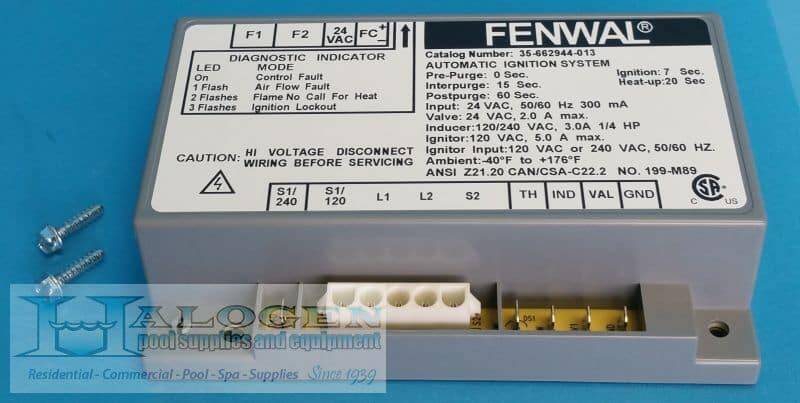 F1 F2 24 VAC FC + −
DIAGNOSTIC INDICATOR
LED MODE
On Control Fault
1 Flash Air Flow Fault
2 Flashes Flame No Call For Heat
3 Flashes Ignition Lockout
CAUTION: HI VOLTAGE DISCONNECT
WIRING BEFORE SERVICING
FENWAL®
Catalog Number: 35-662944-013
AUTOMATIC IGNITION SYSTEM
Pre-Purge: 0 Sec. Ignition: 7 Sec.
Interpurge: 15 Sec. Heat-up:20 Sec
Postpurge: 60 Sec.
Input: 24 VAC, 50/60 Hz 300 mA
Valve: 24 VAC, 2.0 A max.
Inducer:120/240 VAC, 3.0A 1/4 HP
Ignitor:120 VAC, 5.0 A max.
Ignitor Input:120 VAC or 240 VAC, 50/60 HZ.
Ambient:-40°F to +176°F
ANSI Z21.20 CAN/CSA-C22.2 NO. 199-M89
S1/240 S1/120 L1 L2 S2 TH IND VAL GND
CSA
C US
S2
DS1
HALOGEN
pool supplies and equipment
Residential - Commercial - Pool - Spa - Supplies Since 1939